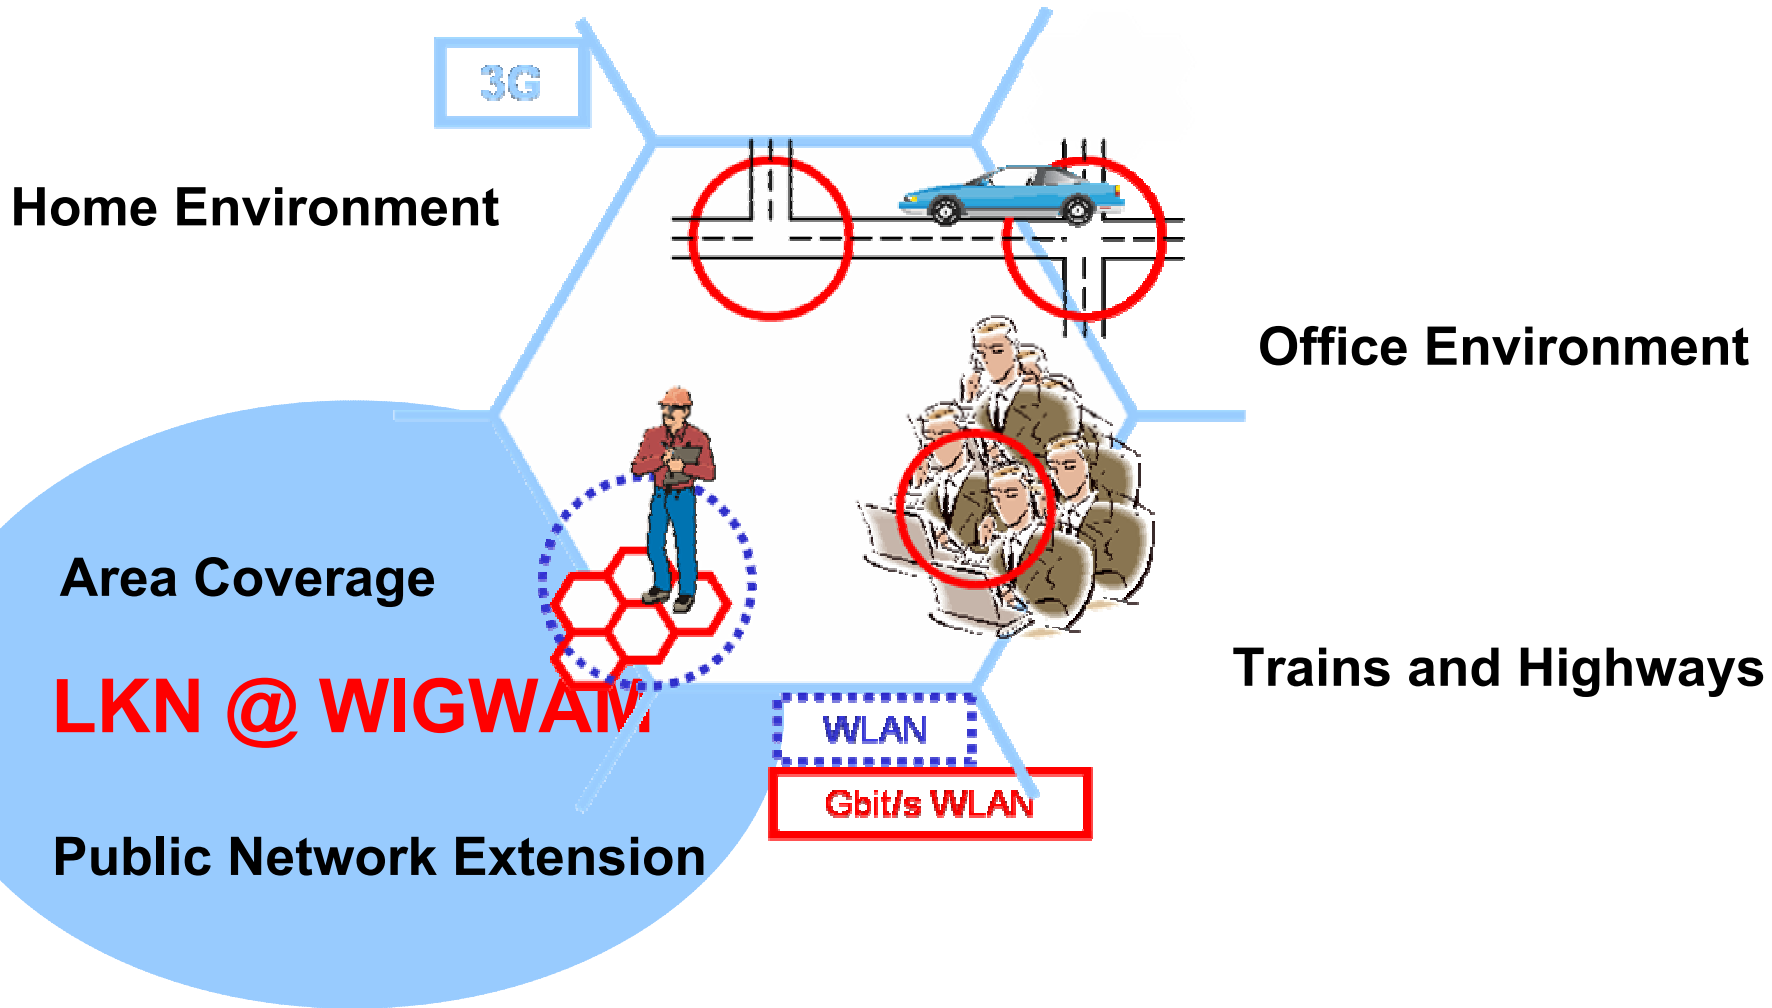 3G
Home Environment
Office Environment
Area Coverage
Trains and Highways
LKN @ WIGWAM
WLAN
Gbit/s WLAN
Public Network Extension